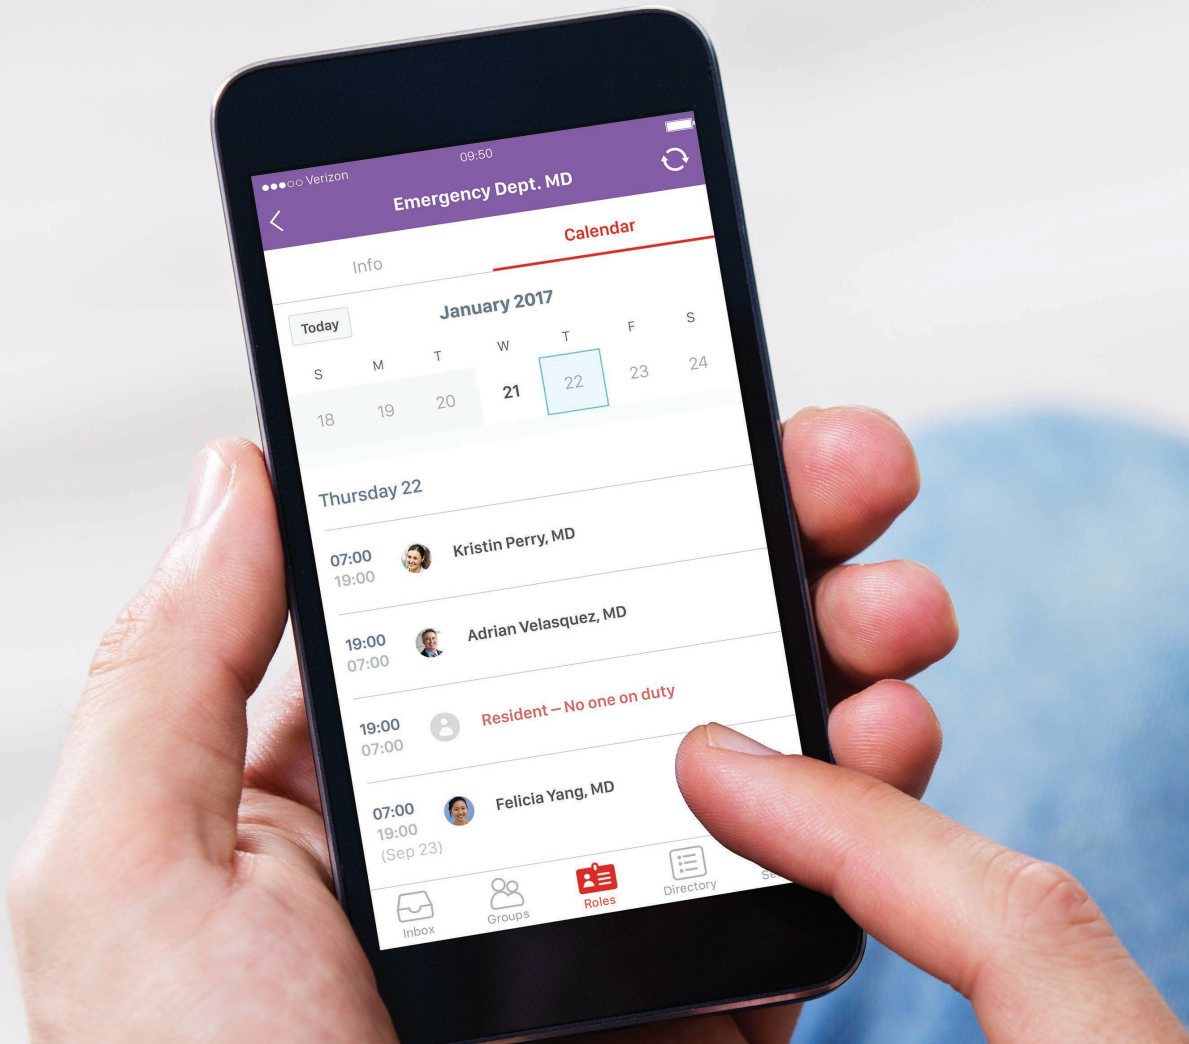 ●●●○○ Verizon 09:50
Emergency Dept. MD
Info Calendar
Today January 2017
S M T W T F S
18 19 20 21 22 23 24
Thursday 22
07:00 Kristin Perry, MD
19:00
19:00 Adrian Velasquez, MD
07:00
19:00 Resident – No one on duty
07:00
07:00 Felicia Yang, MD
19:00
(Sep 23)
Inbox Groups Roles Directory